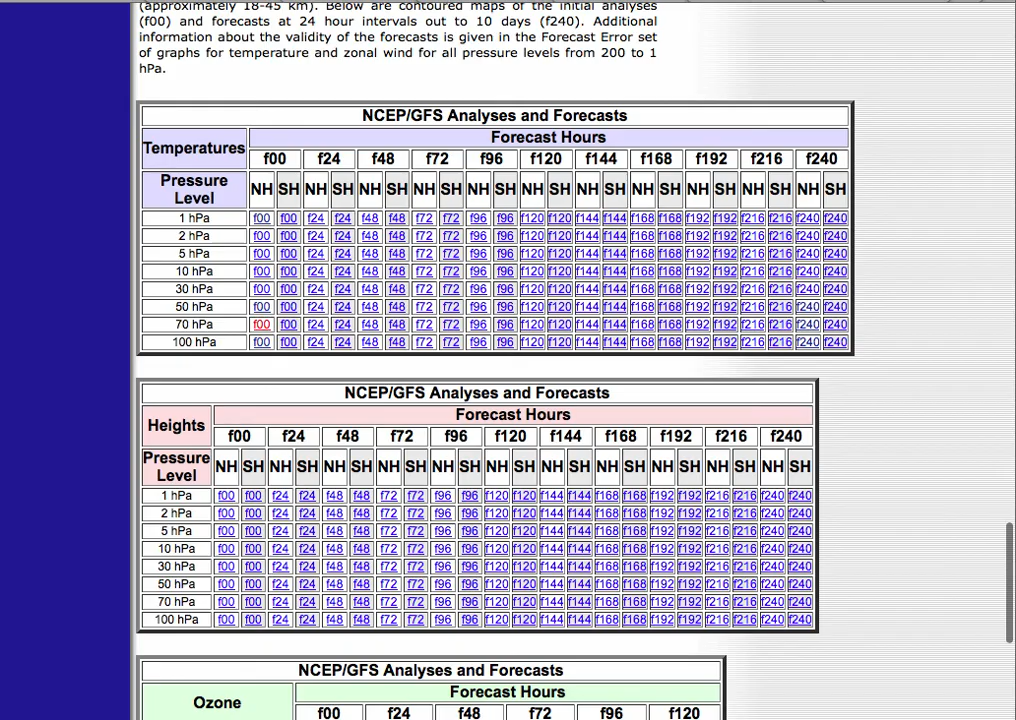 (approximately 18-45 km). Below are contoured maps of the initial analyses
(f00) and forecasts at 24 hour intervals out to 10 days (f240). Additional
information about the validity of the forecasts is given in the Forecast Error set
of graphs for temperature and zonal wind for all pressure levels from 200 to 1
hPa.
NCEP/GFS Analyses and Forecasts
Temperatures Forecast Hours
f00 f24 f48 f72 f96 f120 f144 f168 f192 f216 f240
Pressure Level NH SH NH SH NH SH NH SH NH SH NH SH NH SH NH SH NH SH NH SH NH SH
1 hPa f00 f00 f24 f24 f48 f48 f72 f72 f96 f96 f120 f120 f144 f144 f168 f168 f192 f192 f216 f216 f240 f240
2 hPa f00 f00 f24 f24 f48 f48 f72 f72 f96 f96 f120 f120 f144 f144 f168 f168 f192 f192 f216 f216 f240 f240
5 hPa f00 f00 f24 f24 f48 f48 f72 f72 f96 f96 f120 f120 f144 f144 f168 f168 f192 f192 f216 f216 f240 f240
10 hPa f00 f00 f24 f24 f48 f48 f72 f72 f96 f96 f120 f120 f144 f144 f168 f168 f192 f192 f216 f216 f240 f240
30 hPa f00 f00 f24 f24 f48 f48 f72 f72 f96 f96 f120 f120 f144 f144 f168 f168 f192 f192 f216 f216 f240 f240
50 hPa f00 f00 f24 f24 f48 f48 f72 f72 f96 f96 f120 f120 f144 f144 f168 f168 f192 f192 f216 f216 f240 f240
70 hPa f00 f00 f24 f24 f48 f48 f72 f72 f96 f96 f120 f120 f144 f144 f168 f168 f192 f192 f216 f216 f240 f240
100 hPa f00 f00 f24 f24 f48 f48 f72 f72 f96 f96 f120 f120 f144 f144 f168 f168 f192 f192 f216 f216 f240 f240
NCEP/GFS Analyses and Forecasts
Heights Forecast Hours
f00 f24 f48 f72 f96 f120 f144 f168 f192 f216 f240
Pressure Level NH SH NH SH NH SH NH SH NH SH NH SH NH SH NH SH NH SH NH SH NH SH
1 hPa f00 f00 f24 f24 f48 f48 f72 f72 f96 f96 f120 f120 f144 f144 f168 f168 f192 f192 f216 f216 f240 f240
2 hPa f00 f00 f24 f24 f48 f48 f72 f72 f96 f96 f120 f120 f144 f144 f168 f168 f192 f192 f216 f216 f240 f240
5 hPa f00 f00 f24 f24 f48 f48 f72 f72 f96 f96 f120 f120 f144 f144 f168 f168 f192 f192 f216 f216 f240 f240
10 hPa f00 f00 f24 f24 f48 f48 f72 f72 f96 f96 f120 f120 f144 f144 f168 f168 f192 f192 f216 f216 f240 f240
30 hPa f00 f00 f24 f24 f48 f48 f72 f72 f96 f96 f120 f120 f144 f144 f168 f168 f192 f192 f216 f216 f240 f240
50 hPa f00 f00 f24 f24 f48 f48 f72 f72 f96 f96 f120 f120 f144 f144 f168 f168 f192 f192 f216 f216 f240 f240
70 hPa f00 f00 f24 f24 f48 f48 f72 f72 f96 f96 f120 f120 f144 f144 f168 f168 f192 f192 f216 f216 f240 f240
100 hPa f00 f00 f24 f24 f48 f48 f72 f72 f96 f96 f120 f120 f144 f144 f168 f168 f192 f192 f216 f216 f240 f240
NCEP/GFS Analyses and Forecasts
Ozone Forecast Hours
f00 f24 f48 f72 f96 f120